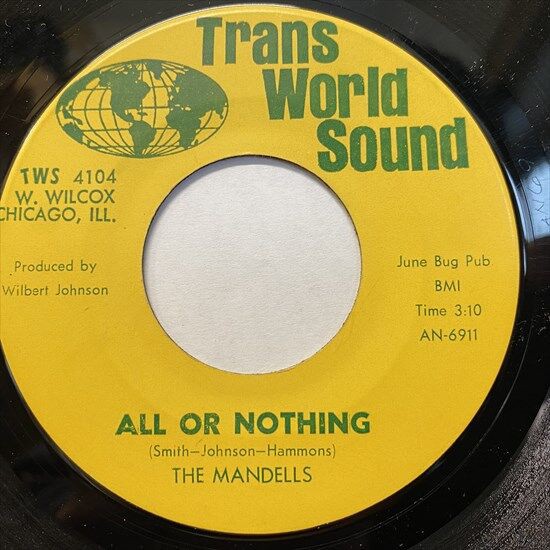 Trans
World
Sound
TWS 4104
W. WILCOX
CHICAGO, ILL.
Produced by
Wilbert Johnson
June Bug Pub
BMI
Time 3:10
AN-6911
ALL OR NOTHING
(Smith—Johnson—Hammons)
THE MANDELLS